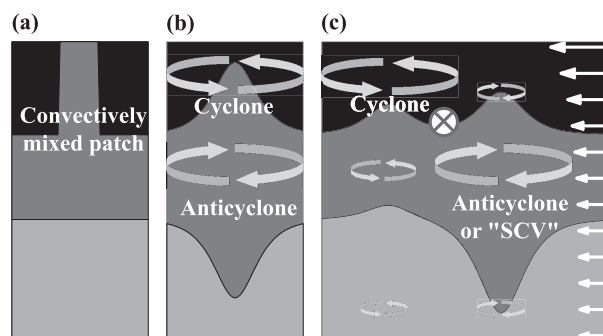 (a)
(b)
(c)
Convectively
mixed patch
Cyclone
Anticyclone
Cyclone
Anticyclone
or "SCV"